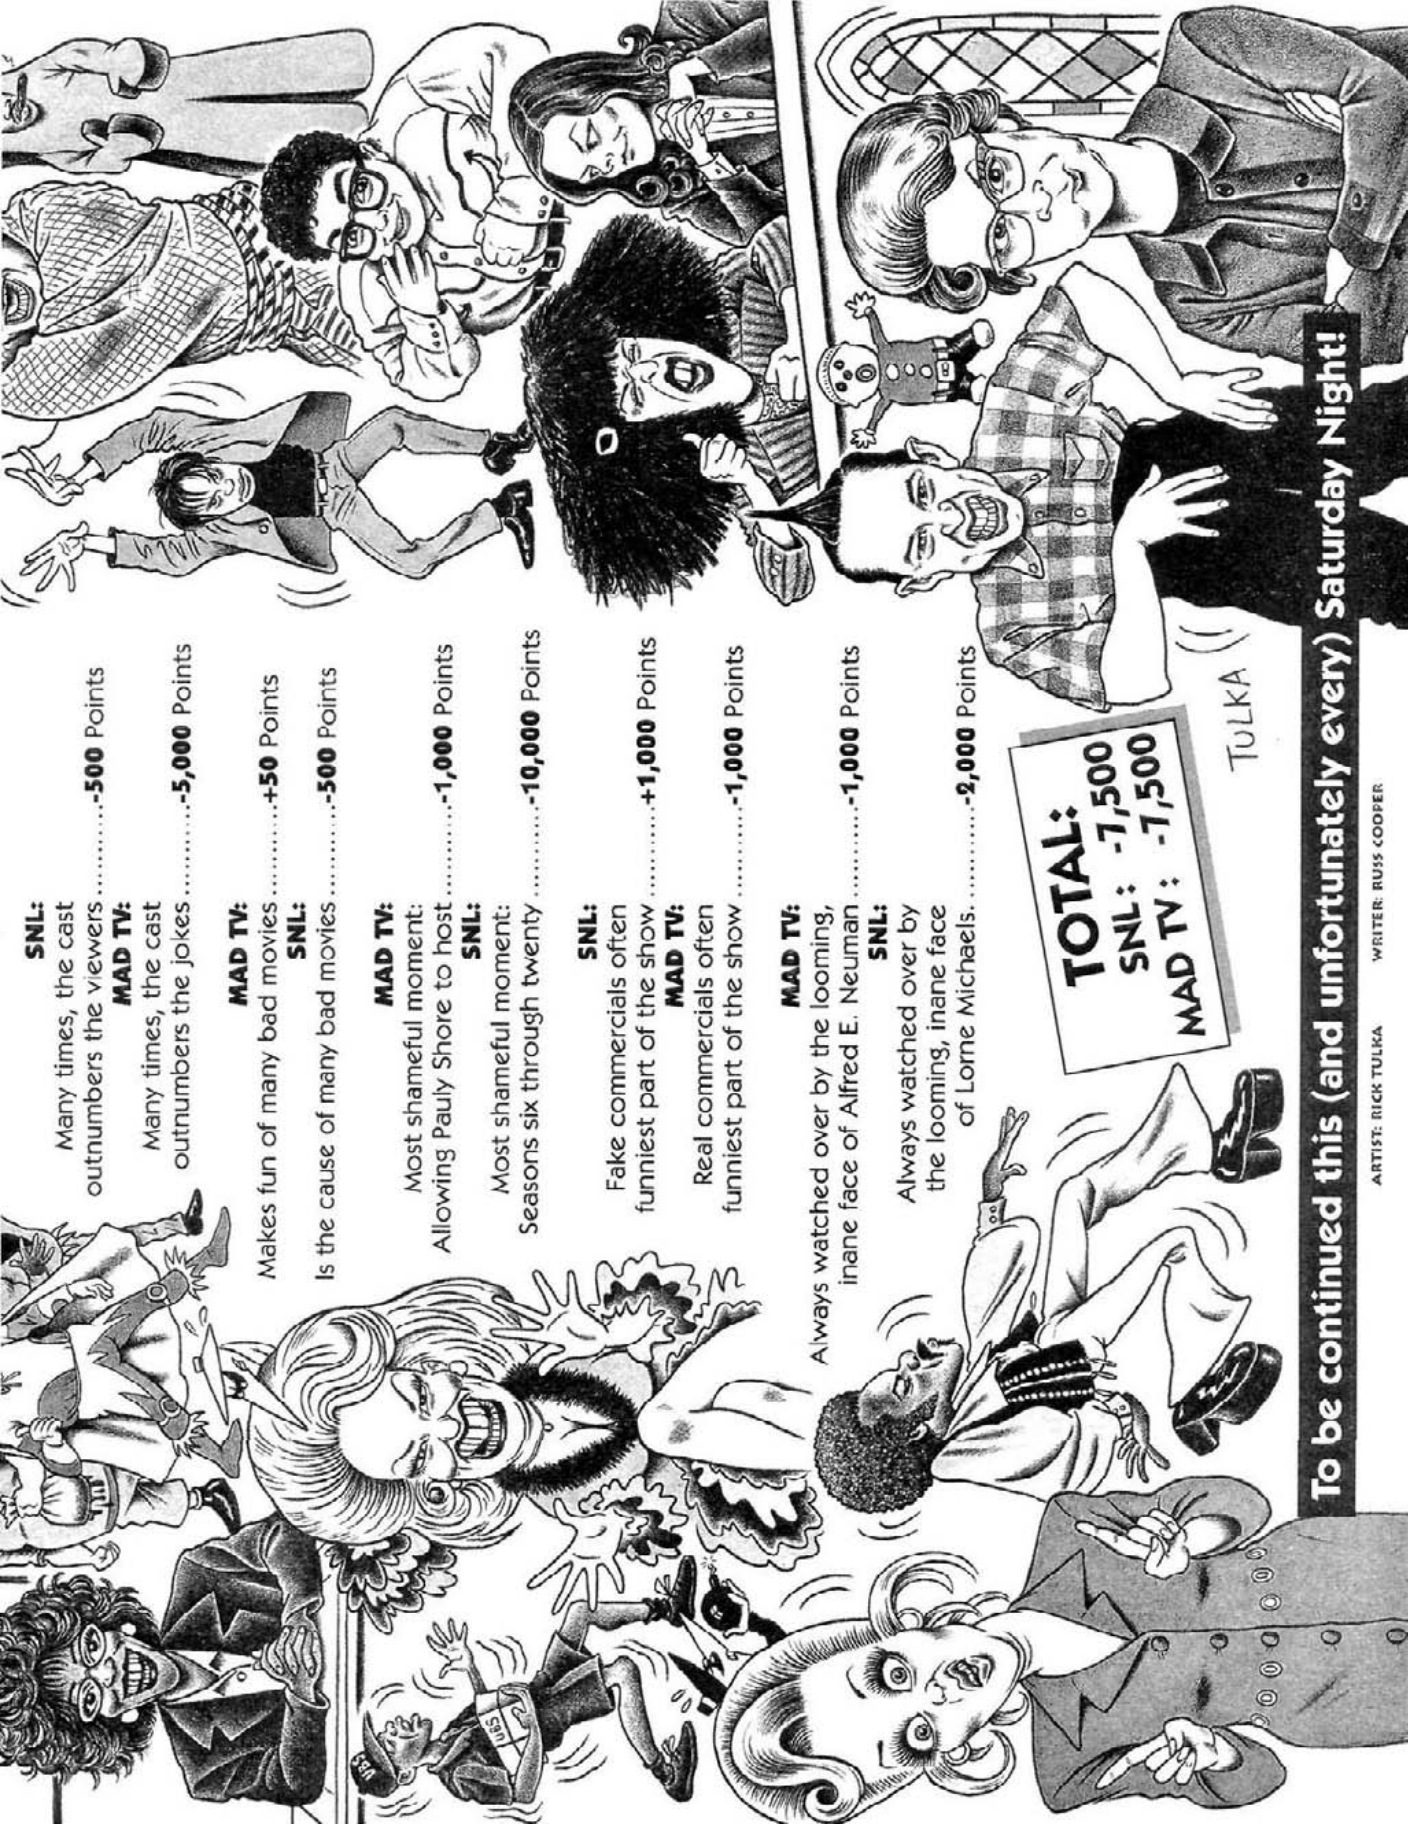 SNL:
Many times, the cast
outnumbers the viewers ............-500 Points
MAD TV:
Many times, the cast
outnumbers the jokes............-5,000 Points
MAD TV:
Makes fun of many bad movies............+50 Points
SNL:
Is the cause of many bad movies............-500 Points
MAD TV:
Most shameful moment:
Allowing Pauly Shore to host............-1,000 Points
SNL:
Most shameful moment:
Seasons six through twenty ............-10,000 Points
SNL:
Fake commercials often
funniest part of the show............+1,000 Points
MAD TV:
Real commercials often
funniest part of the show ............-1,000 Points
MAD TV:
Always watched over by the looming,
inane face of Alfred E. Neuman............-1,000 Points
SNL:
Always watched over by
the looming, inane face
of Lorne Michaels. ............-2,000 Points
TOTAL:
SNL: -7,500
MAD TV: -7,500
UBS
UBS
TULKA
To be continued this (and unfortunately every) Saturday Night!
ARTIST: RICK TULKA WRITER: RUSS COOPER